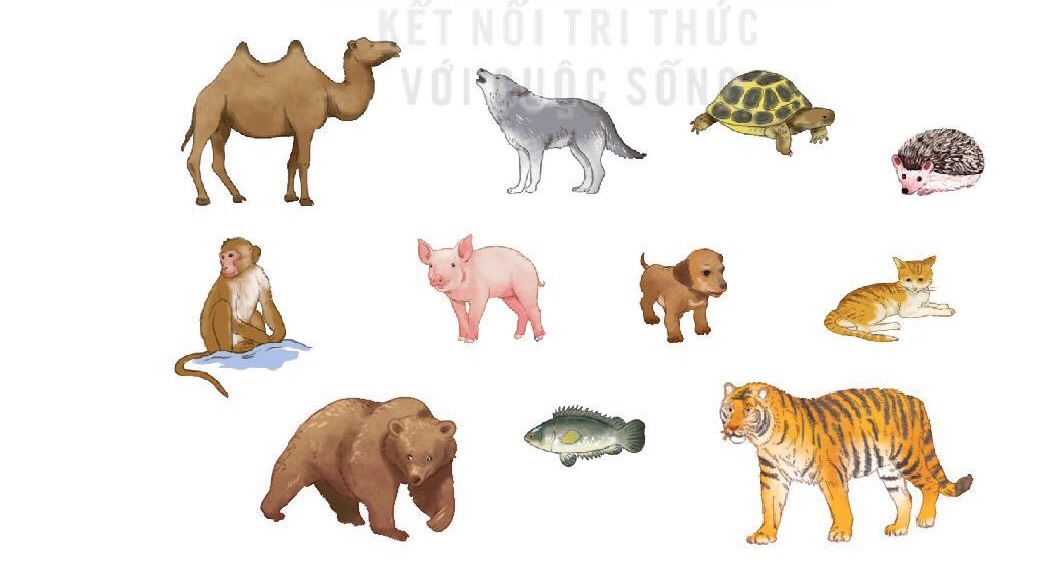 KẾT NỐI TRI THỨC
VỚI CUỘC SỐNG